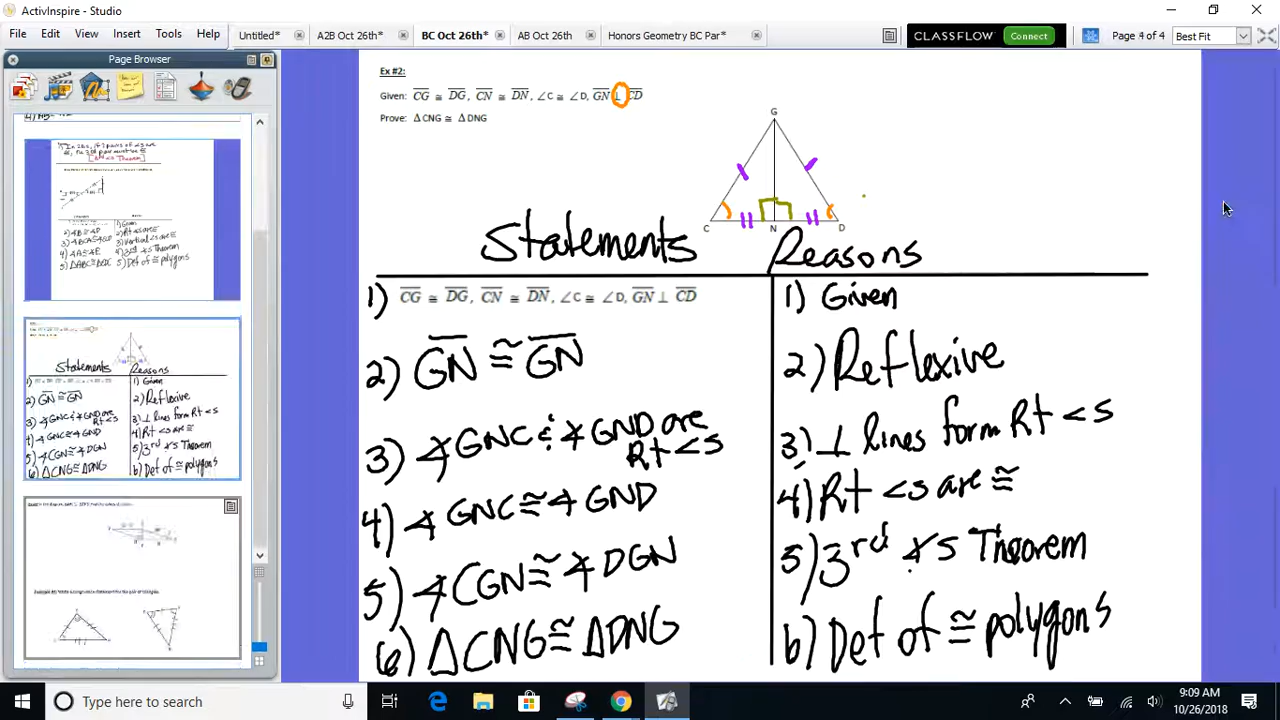 ActivInspire - Studio
File Edit View Insert Tools Help
Untitled* A2B Oct 26th* BC Oct 26th* AB Oct 26th Honors Geometry BC Par*
CLASSFLOW Connect
Page 4 of 4 Best Fit
Page Browser
Ex #2:
Given: CG ≅ DG, CN ≅ DN, ∠C ≅ ∠D, GN ⊥ CD
Prove: Δ CNG ≅ Δ DNG
G
C N D
Statements Reasons
1) CG ≅ DG, CN ≅ DN, ∠C ≅ ∠D, GN ⊥ CD 1) Given
2) GN ≅ GN 2) Reflexive
3) ∡GNC & ∡GND are Rt <s 3) ⊥ lines form Rt <s
4) ∡GNC ≅ ∡GND 4) Rt <s are ≅
5) ∡CGN ≅ ∡DGN 5) 3rd ∡s Theorem
6) ΔCNG ≅ ΔDNG 6) Def of ≅ polygons
Type here to search
9:09 AM
10/26/2018